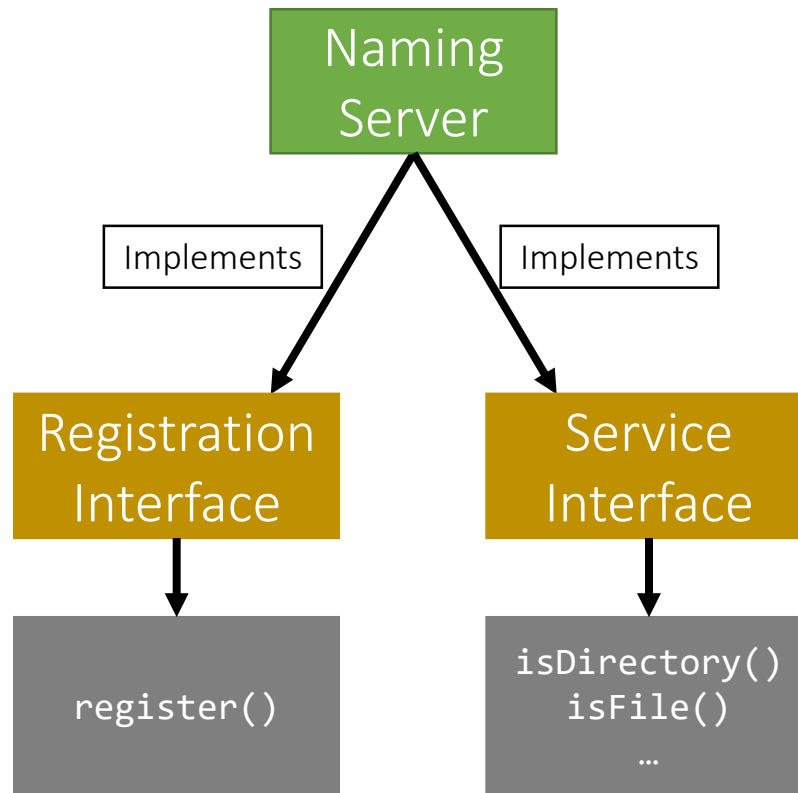 Naming
Server
Implements
Implements
Registration
Interface
Service
Interface
register()
isDirectory()
isFile()
…